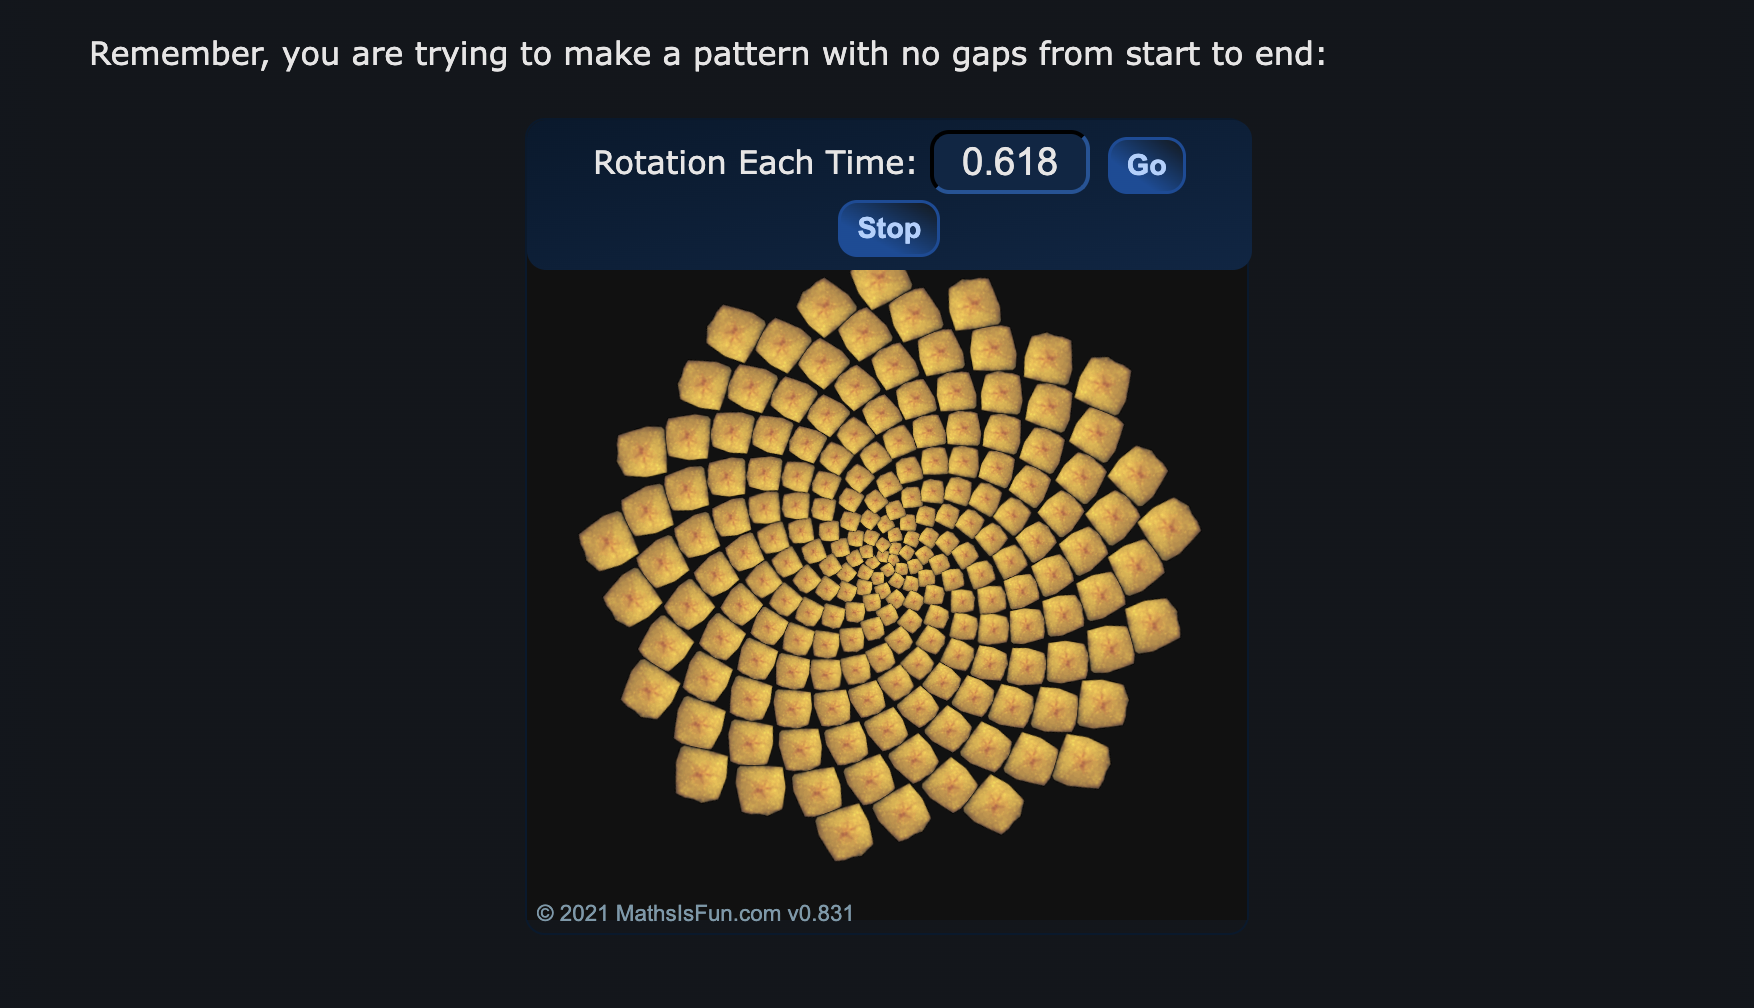 Remember, you are trying to make a pattern with no gaps from start to end:
Rotation Each Time: 0.618 Go
Stop
© 2021 MathsIsFun.com v0.831